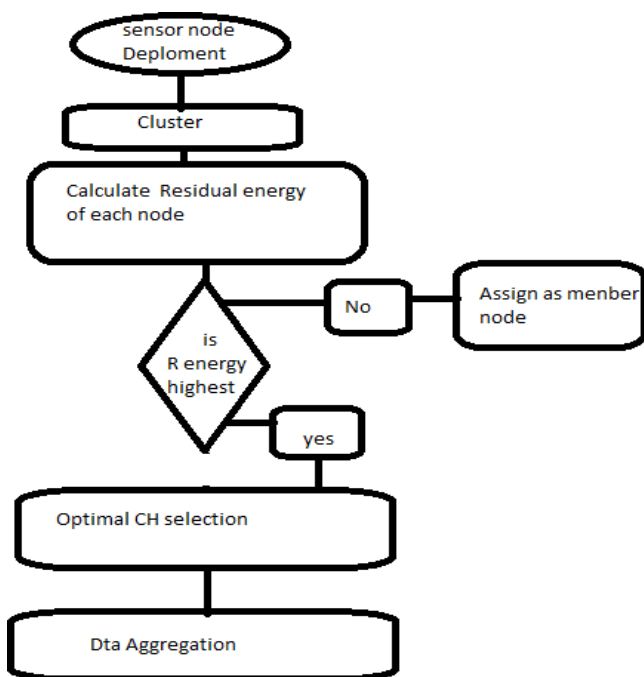 sensor node
Deploment
Cluster
Calculate Residual energy
of each node
No
Assign as menber
node
is
R energy
highest
yes
Optimal CH selection
Dta Aggregation